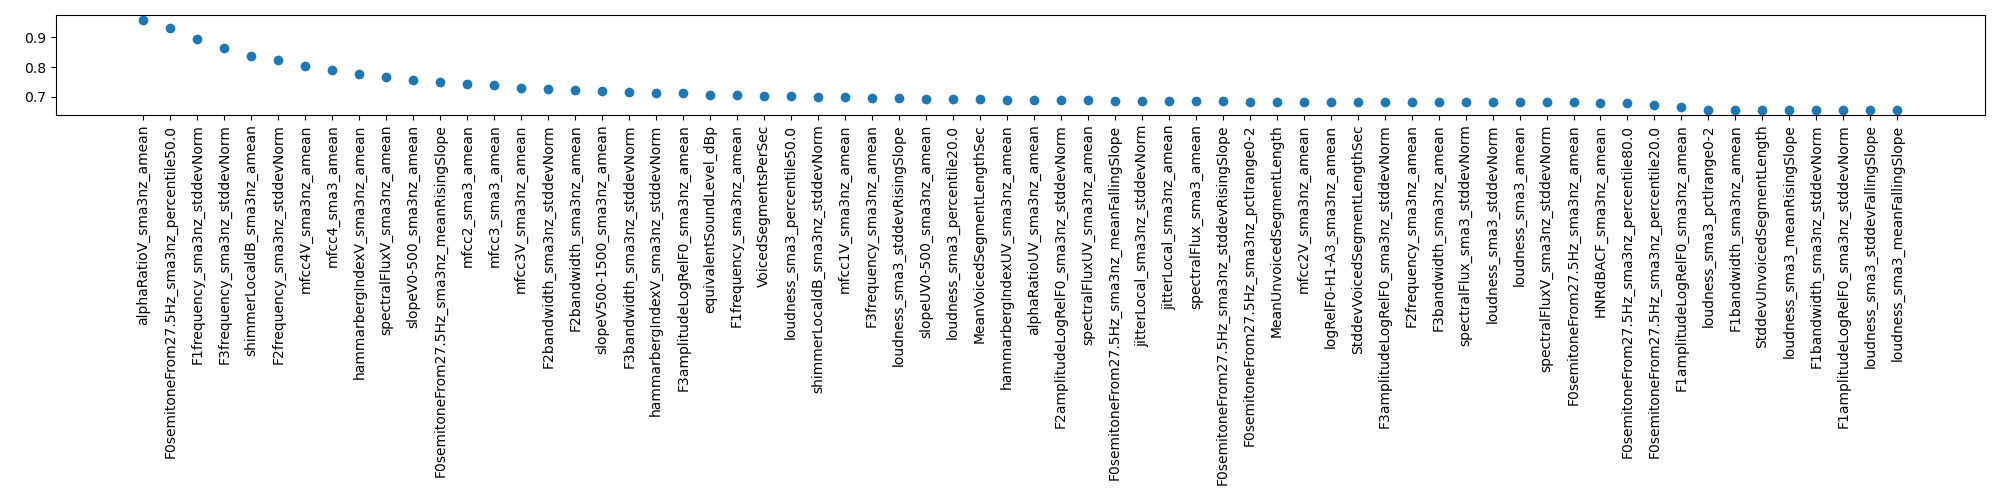 0.9
0.8
0.7
alphaRatioV_sma3nz_amean
F0semitoneFrom27.5Hz_sma3nz_percentile50.0
F1frequency_sma3nz_stddevNorm
F3frequency_sma3nz_stddevNorm
shimmerLocaldB_sma3nz_amean
F2frequency_sma3nz_stddevNorm
mfcc4V_sma3nz_amean
mfcc4_sma3_amean
hammarbergIndexV_sma3nz_amean
spectralFluxV_sma3nz_amean
slopeV0-500_sma3nz_amean
F0semitoneFrom27.5Hz_sma3nz_meanRisingSlope
mfcc2_sma3_amean
mfcc3_sma3_amean
mfcc3V_sma3nz_amean
F2bandwidth_sma3nz_stddevNorm
F2bandwidth_sma3nz_amean
slopeV500-1500_sma3nz_amean
F3bandwidth_sma3nz_stddevNorm
hammarbergIndexV_sma3nz_stddevNorm
F3amplitudeLogRelF0_sma3nz_amean
equivalentSoundLevel_dBp
F1frequency_sma3nz_amean
VoicedSegmentsPerSec
loudness_sma3_percentile50.0
shimmerLocaldB_sma3nz_stddevNorm
mfcc1V_sma3nz_amean
F3frequency_sma3nz_amean
loudness_sma3_stddevRisingSlope
slopeUV0-500_sma3nz_amean
loudness_sma3_percentile20.0
MeanVoicedSegmentLengthSec
hammarbergIndexUV_sma3nz_amean
alphaRatioUV_sma3nz_amean
F2amplitudeLogRelF0_sma3nz_stddevNorm
spectralFluxUV_sma3nz_amean
F0semitoneFrom27.5Hz_sma3nz_meanFallingSlope
jitterLocal_sma3nz_stddevNorm
jitterLocal_sma3nz_amean
spectralFlux_sma3_amean
F0semitoneFrom27.5Hz_sma3nz_stddevRisingSlope
F0semitoneFrom27.5Hz_sma3nz_pctlrange0-2
MeanUnvoicedSegmentLength
mfcc2V_sma3nz_amean
logRelF0-H1-A3_sma3nz_amean
StddevVoicedSegmentLengthSec
F3amplitudeLogRelF0_sma3nz_stddevNorm
F2frequency_sma3nz_amean
F3bandwidth_sma3nz_amean
spectralFlux_sma3_stddevNorm
loudness_sma3_stddevNorm
loudness_sma3_amean
spectralFluxV_sma3nz_stddevNorm
F0semitoneFrom27.5Hz_sma3nz_amean
HNRdBACF_sma3nz_amean
F0semitoneFrom27.5Hz_sma3nz_percentile80.0
F0semitoneFrom27.5Hz_sma3nz_percentile20.0
F1amplitudeLogRelF0_sma3nz_amean
loudness_sma3_pctlrange0-2
F1bandwidth_sma3nz_amean
StddevUnvoicedSegmentLength
loudness_sma3_meanRisingSlope
F1bandwidth_sma3nz_stddevNorm
F1amplitudeLogRelF0_sma3nz_stddevNorm
loudness_sma3_stddevFallingSlope
loudness_sma3_meanFallingSlope